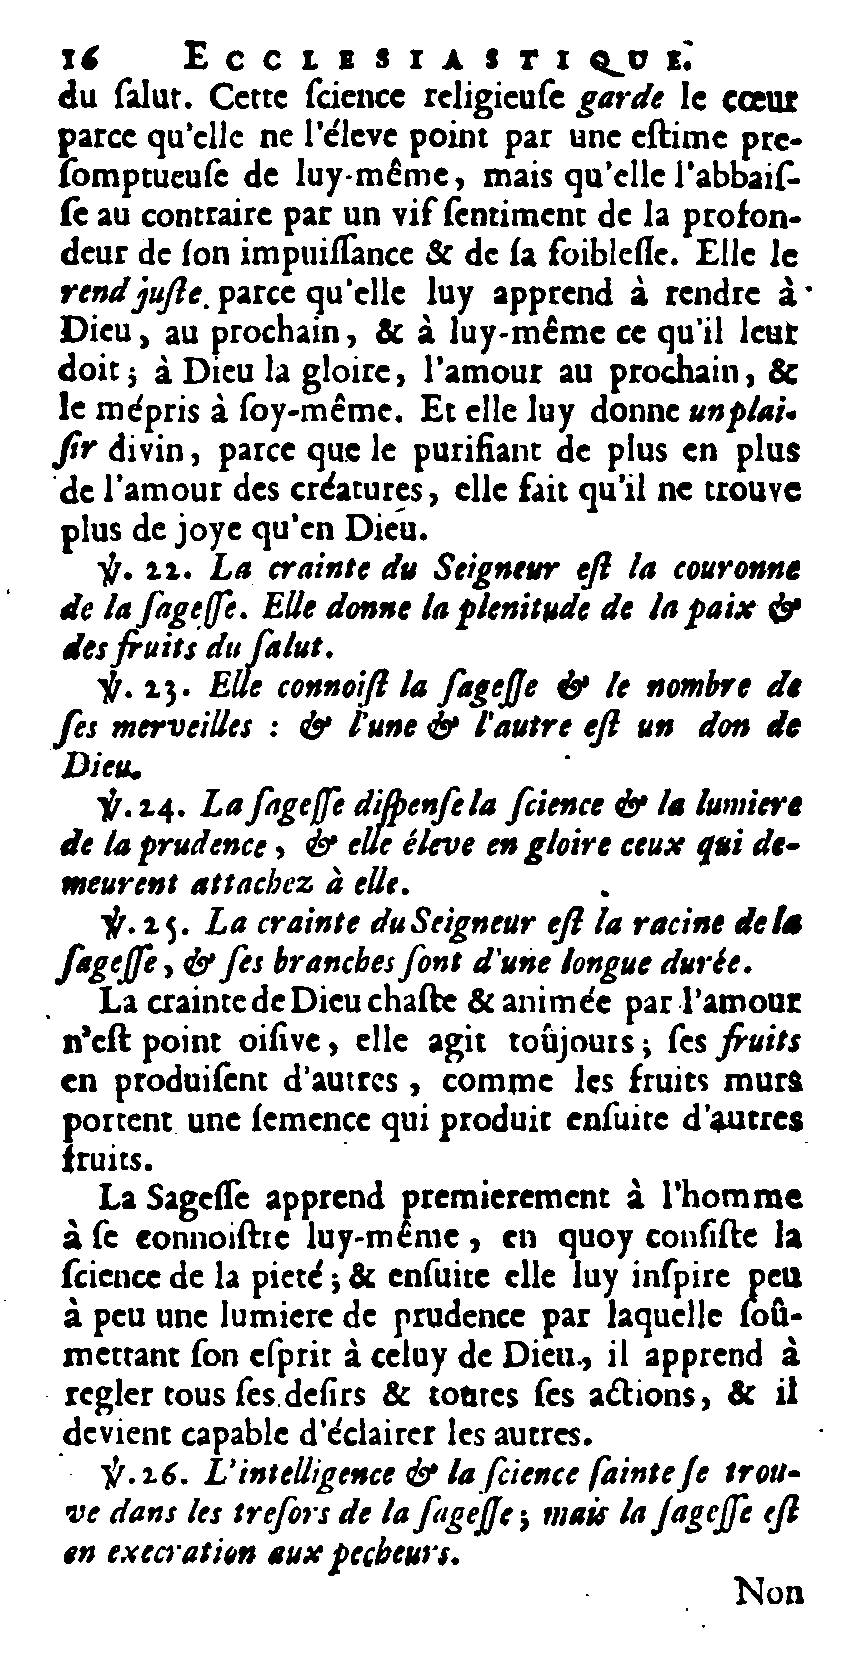 16 ECCLESIASTIQUE.
du ſalut. Cette ſcience religieuſe garde le cœur
parce qu'elle ne l'éleve point par une eſtime pre-
ſomptueuſe de luy-même, mais qu'elle l'abbaiſ-
ſe au contraire par un vif ſentiment de la profon-
deur de ſon impuiſſance & de ſa foibleſſe. Elle le
rend juſte. parce qu'elle luy apprend à rendre à
Dieu, au prochain, & à luy-même ce qu'il leur
doit; à Dieu la gloire, l'amour au prochain, &
le mépris à ſoy-même. Et elle luy donne un plai-
ſir divin, parce que le purifiant de plus en plus
de l'amour des créatures, elle fait qu'il ne trouve
plus de joye qu'en Dieu.
℣. 22. La crainte du Seigneur eſt la couronne
de la ſageſſe. Elle donne la plenitude de la paix &
des fruits du ſalut.
℣. 23. Elle connoiſt la ſageſſe & le nombre de
ſes merveilles : & l'une & l'autre eſt un don de
Dieu.
℣. 24. La ſageſſe diſpenſe la ſcience & la lumiere
de la prudence, & elle éleve en gloire ceux qui de-
meurent attachez à elle.
℣. 25. La crainte du Seigneur eſt la racine de la
ſageſſe, & ſes branches ſont d'une longue durée.
La crainte de Dieu chaſte & animée par l'amour
n'eſt point oiſive, elle agit toûjours; ſes fruits
en produiſent d'autres, comme les fruits murs
portent une ſemence qui produit enſuite d'autres
fruits.
La Sageſſe apprend premierement à l'homme
à ſe connoiſtre luy-même, en quoy conſiſte la
ſcience de la pieté; & enſuite elle luy inſpire peu
à peu une lumiere de prudence par laquelle ſoû-
mettant ſon eſprit à celuy de Dieu, il apprend à
regler tous ſes deſirs & toutes ſes actions, & il
devient capable d'éclairer les autres.
℣. 26. L'intelligence & la ſcience ſainte ſe trou-
ve dans les treſors de la ſageſſe; mais la ſageſſe eſt
en execration aux pecheurs.
Non